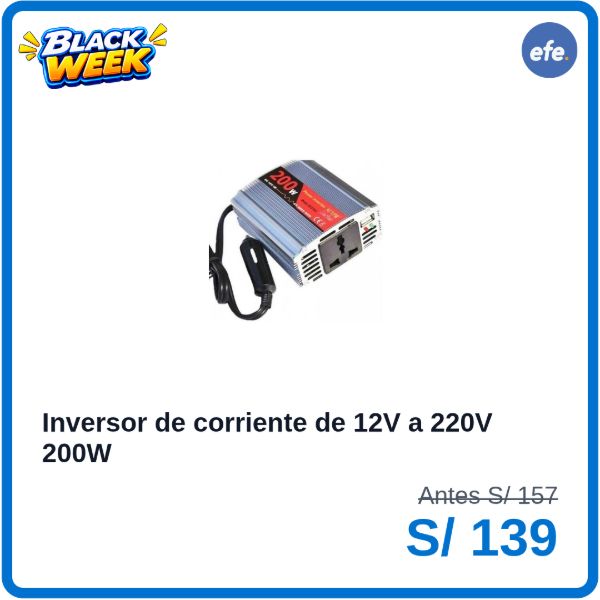 BLACK
WEEK
efe.
200W
Inversor de corriente de 12V a 220V
200W
Antes S/ 157
S/ 139